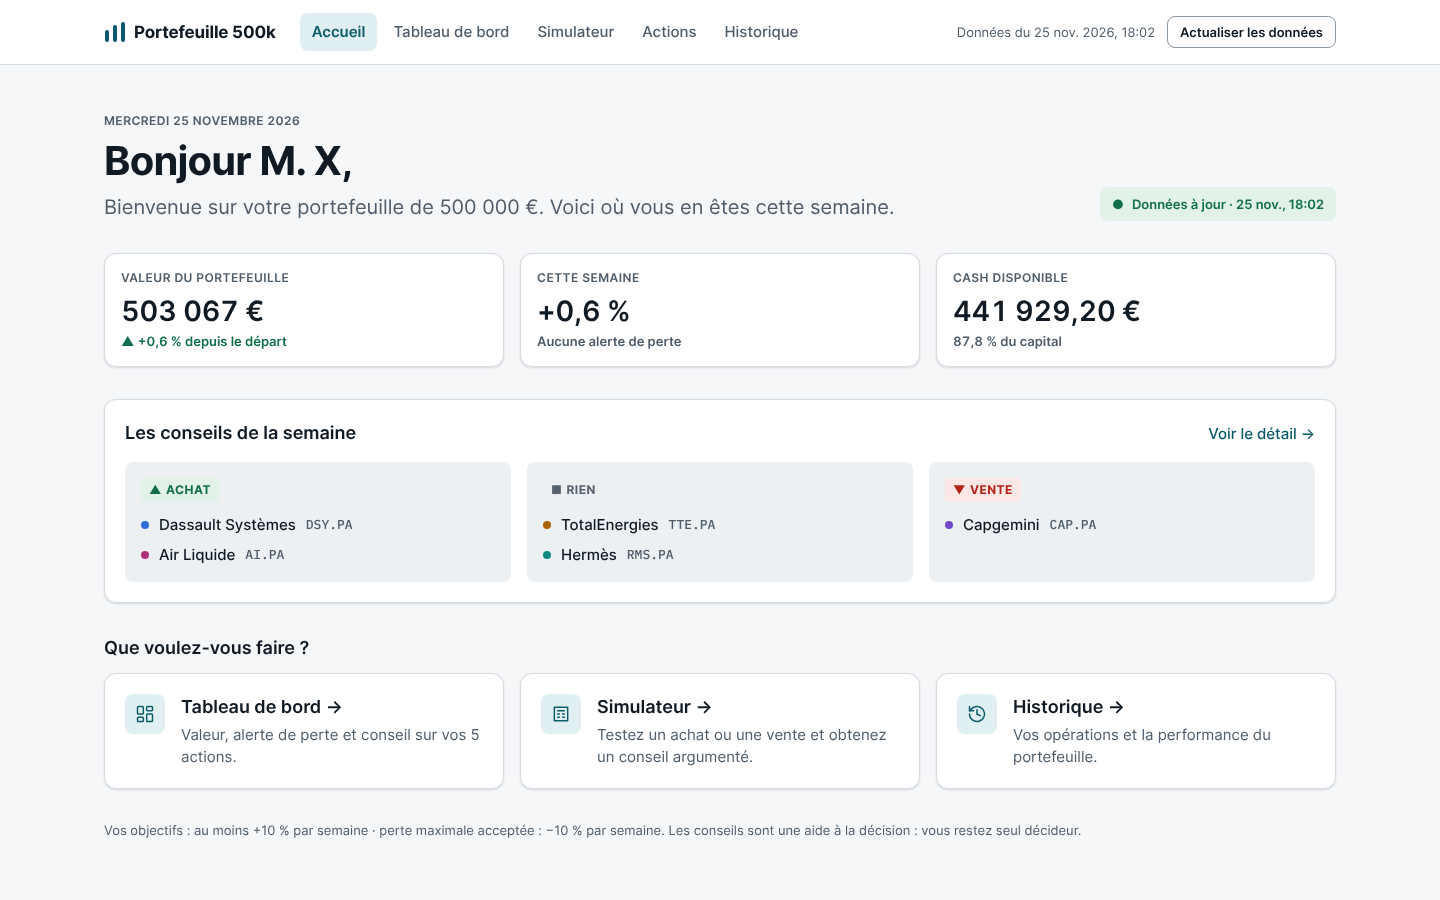 Portefeuille 500k
Accueil
Tableau de bord
Simulateur
Actions
Historique
Données du 25 nov. 2026, 18:02
Actualiser les données
MERCREDI 25 NOVEMBRE 2026
Bonjour M. X,
Bienvenue sur votre portefeuille de 500 000 €. Voici où vous en êtes cette semaine.
Données à jour · 25 nov., 18:02
VALEUR DU PORTEFEUILLE
503 067 €
▲ +0,6 % depuis le départ
CETTE SEMAINE
+0,6 %
Aucune alerte de perte
CASH DISPONIBLE
441 929,20 €
87,8 % du capital
Les conseils de la semaine
Voir le détail →
▲ ACHAT
Dassault Systèmes DSY.PA
Air Liquide AI.PA
■ RIEN
TotalEnergies TTE.PA
Hermès RMS.PA
▼ VENTE
Capgemini CAP.PA
Que voulez-vous faire ?
Tableau de bord →
Valeur, alerte de perte et conseil sur vos 5
actions.
Simulateur →
Testez un achat ou une vente et obtenez
un conseil argumenté.
Historique →
Vos opérations et la performance du
portefeuille.
Vos objectifs : au moins +10 % par semaine · perte maximale acceptée : −10 % par semaine. Les conseils sont une aide à la décision : vous restez seul décideur.